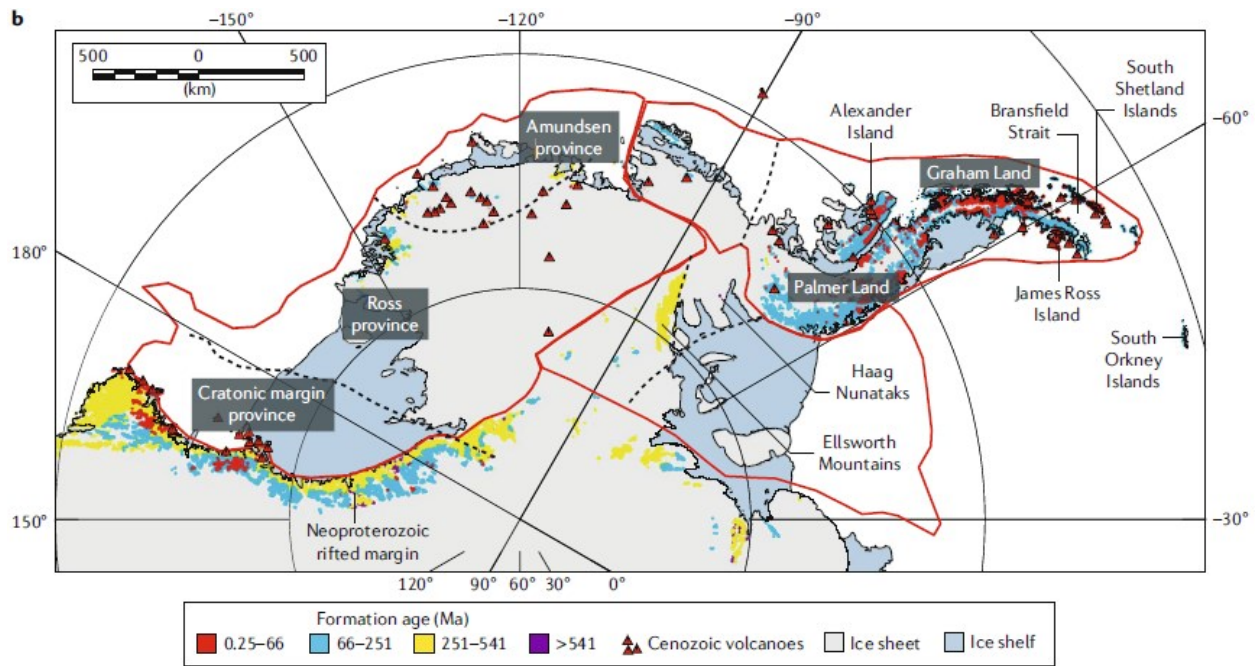 b
−150°
−120°
−90°
500 0 500
(km)
South
Shetland
Islands
Alexander
Island
Bransfield
Strait
−60°
Amundsen
province
Graham Land
180°
Ross
province
Palmer Land
James Ross
Island
South
Orkney
Islands
Cratonic margin
province
Haag
Nunataks
Ellsworth
Mountains
150°
−30°
Neoproterozoic
rifted margin
120° 90° 60° 30° 0°
Formation age (Ma)
0.25–66 66–251 251–541 >541 Cenozoic volcanoes Ice sheet Ice shelf